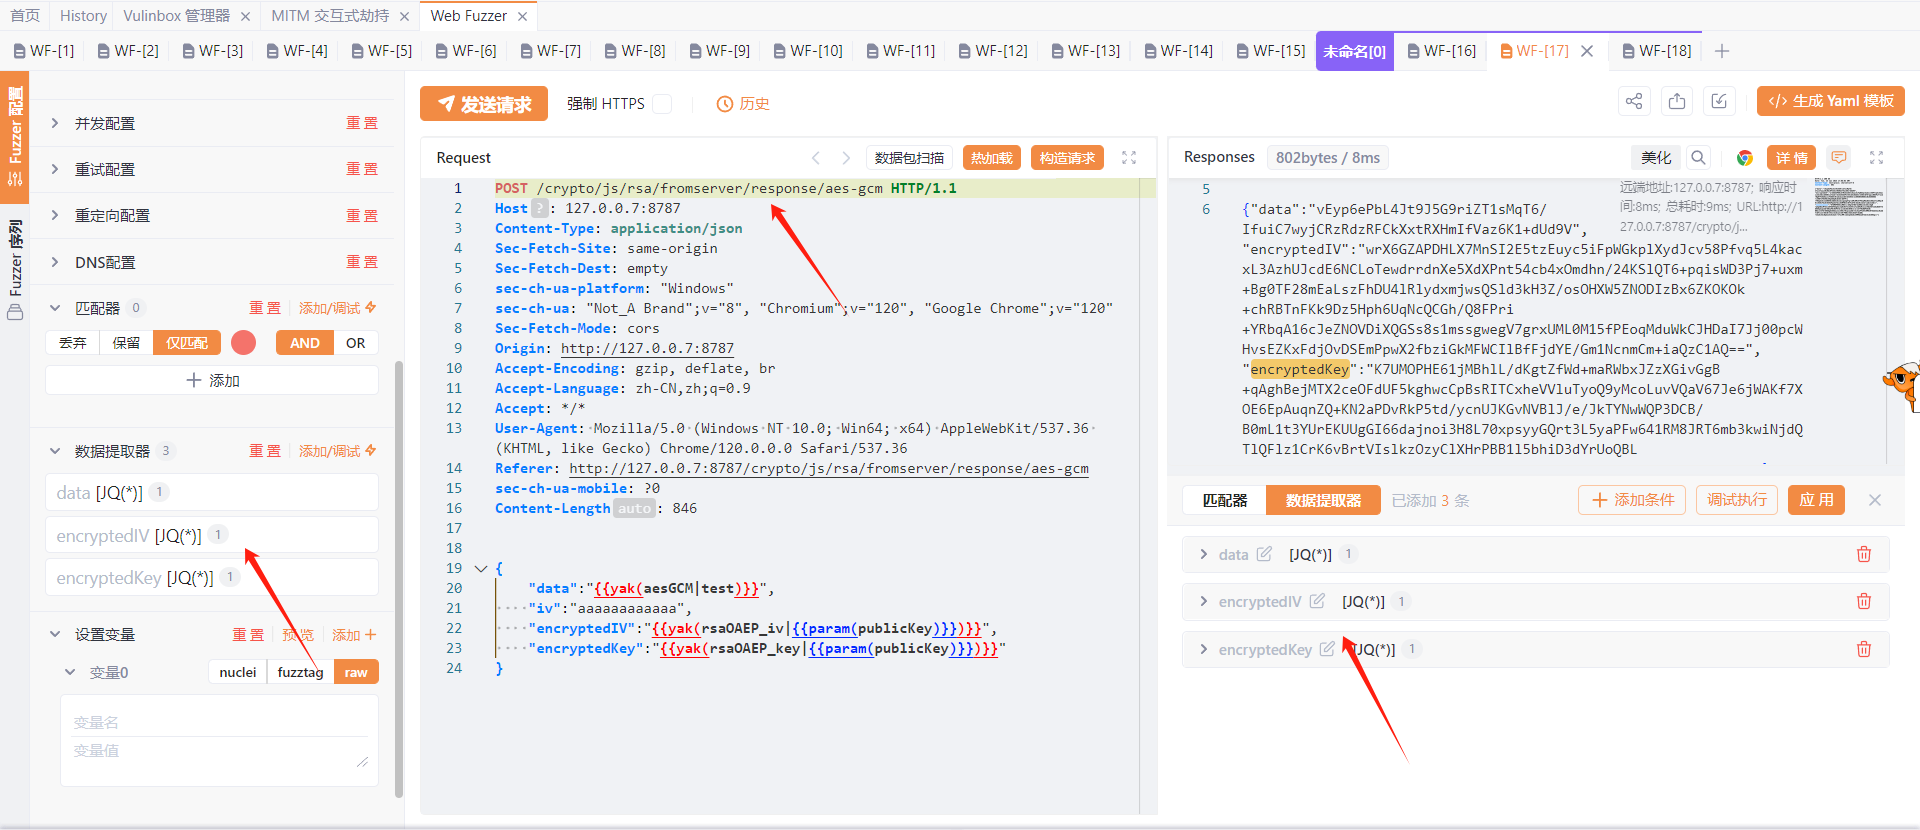 首页 History Vulinbox 管理器 MITM 交互式劫持 Web Fuzzer
WF-[1] WF-[2] WF-[3] WF-[4] WF-[5] WF-[6] WF-[7] WF-[8] WF-[9] WF-[10] WF-[11] WF-[12] WF-[13] WF-[14] WF-[15] 未命名[0] WF-[16] WF-[17] WF-[18]
Fuzzer 配置
Fuzzer 序列
并发配置 重置
重试配置 重置
重定向配置 重置
DNS配置 重置
匹配器 0 重置 添加/调试
丢弃 保留 仅匹配 AND OR
添加
数据提取器 3 重置 添加/调试
data [JQ(*)] 1
encryptedIV [JQ(*)] 1
encryptedKey [JQ(*)] 1
设置变量 重置 预览 添加
变量0 nuclei fuzztag raw
变量名
变量值
发送请求 强制 HTTPS 历史
生成 Yaml 模板
Request 数据包扫描 热加载 构造请求
1 POST /crypto/js/rsa/fromserver/response/aes-gcm HTTP/1.1
2 Host ? : 127.0.0.7:8787
3 Content-Type: application/json
4 Sec-Fetch-Site: same-origin
5 Sec-Fetch-Dest: empty
6 sec-ch-ua-platform: "Windows"
7 sec-ch-ua: "Not_A Brand";v="8", "Chromium";v="120", "Google Chrome";v="120"
8 Sec-Fetch-Mode: cors
9 Origin: http://127.0.0.7:8787
10 Accept-Encoding: gzip, deflate, br
11 Accept-Language: zh-CN,zh;q=0.9
12 Accept: */*
13 User-Agent: Mozilla/5.0 (Windows NT 10.0; Win64; x64) AppleWebKit/537.36
(KHTML, like Gecko) Chrome/120.0.0.0 Safari/537.36
14 Referer: http://127.0.0.7:8787/crypto/js/rsa/fromserver/response/aes-gcm
15 sec-ch-ua-mobile: ?0
16 Content-Length auto : 846
17
18
19 {
20 "data":"{{yak(aesGCM|test)}}",
21 "iv":"aaaaaaaaaaaa",
22 "encryptedIV":"{{yak(rsaOAEP_iv|{{param(publicKey)}})}}",
23 "encryptedKey":"{{yak(rsaOAEP_key|{{param(publicKey)}})}}"
24 }
Responses 802bytes / 8ms 美化 详情
远端地址:127.0.0.7:8787; 响应时
间:8ms; 总耗时:9ms; URL:http://1
27.0.0.7:8787/crypto/j...
5
6 {"data":"vEyp6ePbL4Jt9J5G9riZT1sMqT6/
IfuiC7wyjCRzRdzRFCkXxtRXHmIfVaz6K1+dUd9V",
"encryptedIV":"wrX6GZAPDHLX7MnSI2E5tzEuyc5iFpWGkplXydJcv58Pfvq5L4kac
xL3AzhUJcdE6NCLoTewdrrdnXe5XdXPnt54cb4xOmdhn/24KSlQT6+pqisWD3Pj7+uxm
+Bg0TF28mEaLszFhDU4lRlydxmjwsQSld3kH3Z/osOHXW5ZNODIzBx6ZKOKOk
+chRBTnFKk9Dz5Hph6UqNcQCGh/Q8FPri
+YRbqA16cJeZNOVDiXQGSs8s1mssgwegV7grxUML0M15fPEoqMduWkCJHDaI7Jj00pcW
HvsEZKxFdjOvDSEmPpwX2fbziGkMFWCIlBfFjdYE/Gm1NcnmCm+iaQzC1AQ==",
"encryptedKey":"K7UMOPHE61jMBhlL/dKgtZfWd+maRWbxJZzXGivGgB
+qAghBejMTX2ceOFdUF5kghwcCpBsRITCxheVVluTyoQ9yMcoLuvVQaV67Je6jWAKf7X
OE6EpAuqnZQ+KN2aPDvRkP5td/ycnUJKGvNVBlJ/e/JkTYNwWQP3DCB/
B0mL1t3YUrEKUUgGI66dajnoi3H8L70xpsyyGQrt3L5yaPFw641RM8JRT6mb3kwiNjdQ
TlQFlz1CrK6vBrtVIslkzOzyClXHrPBB1l5bhiD3dYrUoQBL
匹配器 数据提取器 已添加 3 条 添加条件 调试执行 应用
data [JQ(*)] 1
encryptedIV [JQ(*)] 1
encryptedKey [JQ(*)] 1